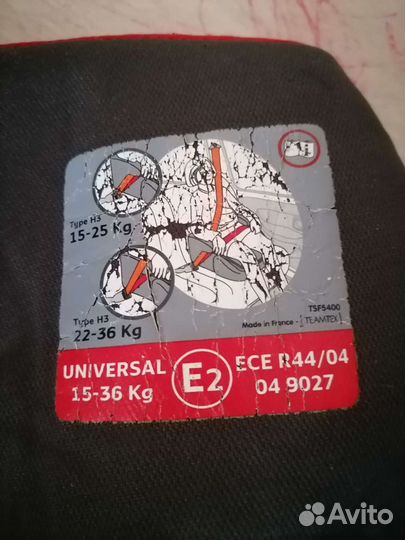 Type H3
15-25 Kg
Type H3
22-36 Kg
TSF5400
Made in France - [TEAMTEX]
UNIVERSAL
15-36 Kg
E2
ECE R44/04
04 9027
Avito